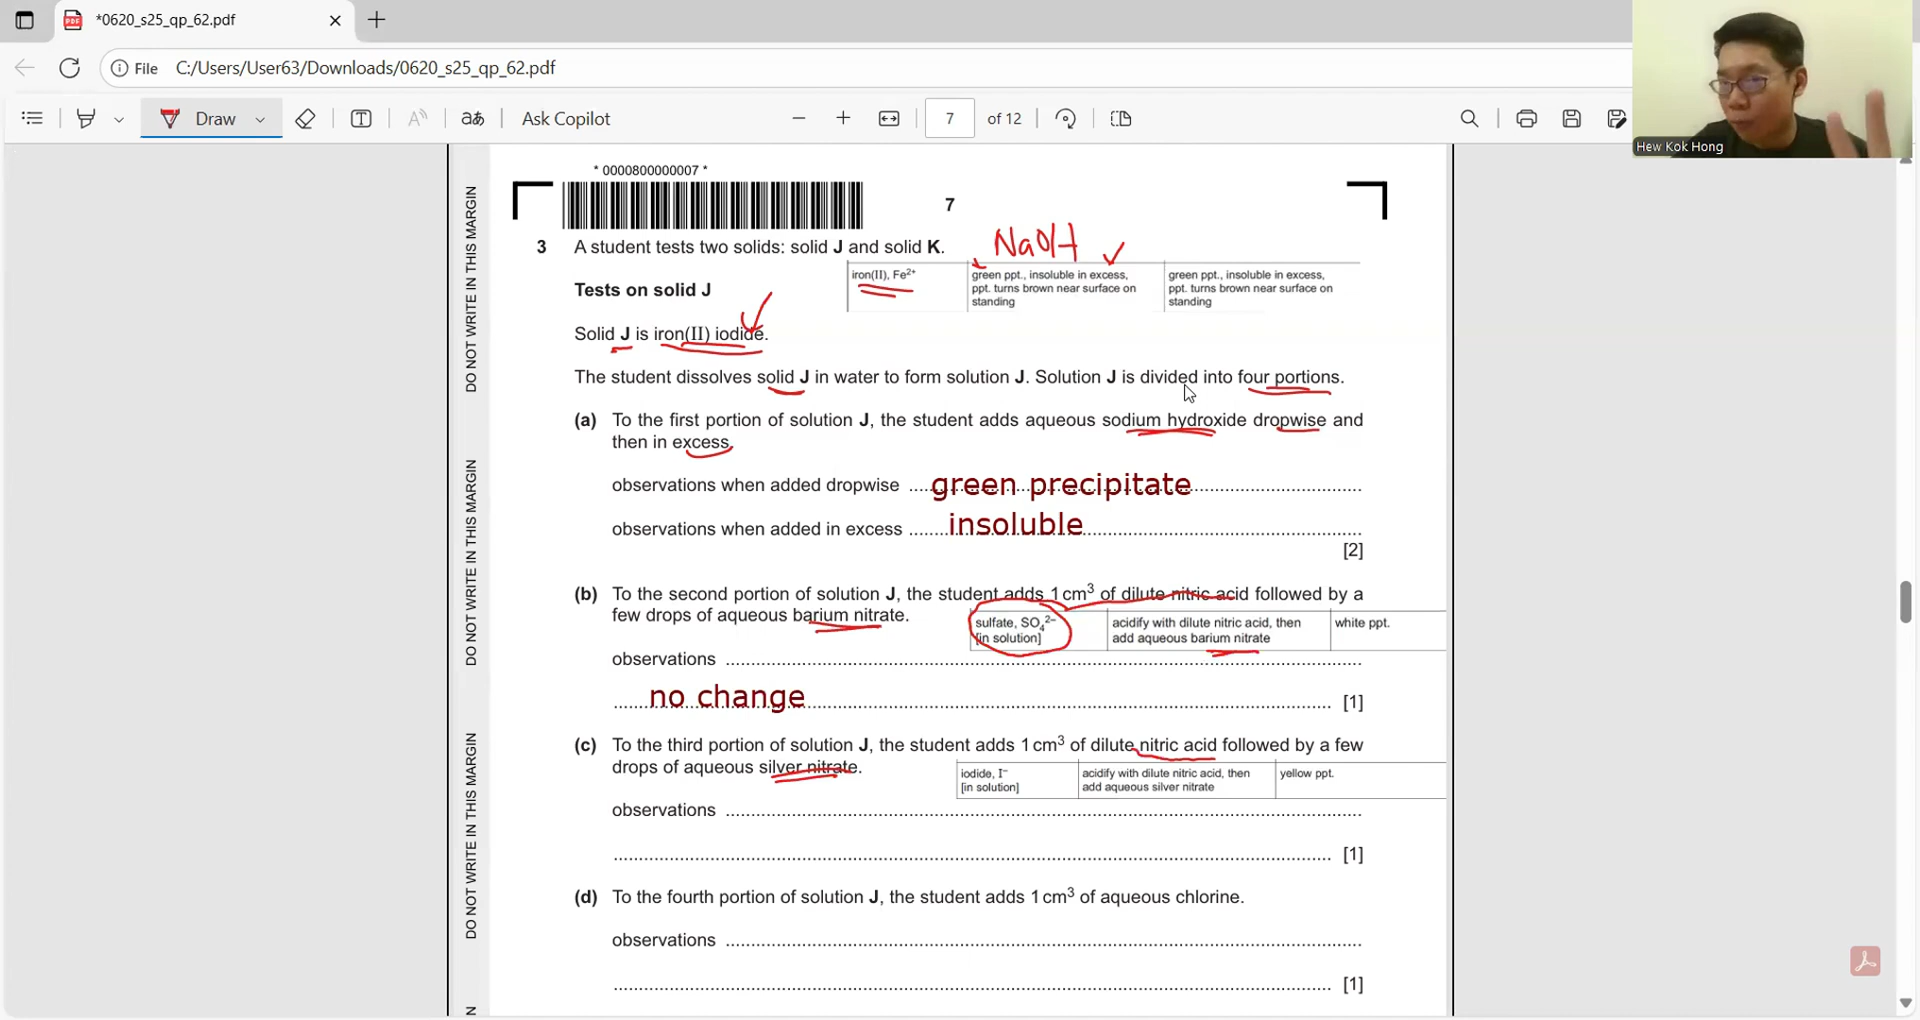 *0620_s25_qp_62.pdf
File C:/Users/User63/Downloads/0620_s25_qp_62.pdf
Draw
aあ
Ask Copilot
7 of 12
Hew Kok Hong
DO NOT WRITE IN THIS MARGIN
DO NOT WRITE IN THIS MARGIN
DO NOT WRITE IN THIS MARGIN
N
* 0000800000007 *
7
NaOH
3 A student tests two solids: solid J and solid K.
iron(II), Fe²⁺
green ppt., insoluble in excess,
ppt. turns brown near surface on
standing
green ppt., insoluble in excess,
ppt. turns brown near surface on
standing
Tests on solid J
Solid J is iron(II) iodide.
The student dissolves solid J in water to form solution J. Solution J is divided into four portions.
(a) To the first portion of solution J, the student adds aqueous sodium hydroxide dropwise and
then in excess.
observations when added dropwise green precipitate
observations when added in excess insoluble
[2]
(b) To the second portion of solution J, the student adds 1 cm³ of dilute nitric acid followed by a
few drops of aqueous barium nitrate.
sulfate, SO₄²⁻
[in solution]
acidify with dilute nitric acid, then
add aqueous barium nitrate
white ppt.
observations
no change [1]
(c) To the third portion of solution J, the student adds 1 cm³ of dilute nitric acid followed by a few
drops of aqueous silver nitrate.
iodide, I⁻
[in solution]
acidify with dilute nitric acid, then
add aqueous silver nitrate
yellow ppt.
observations
[1]
(d) To the fourth portion of solution J, the student adds 1 cm³ of aqueous chlorine.
observations
[1]